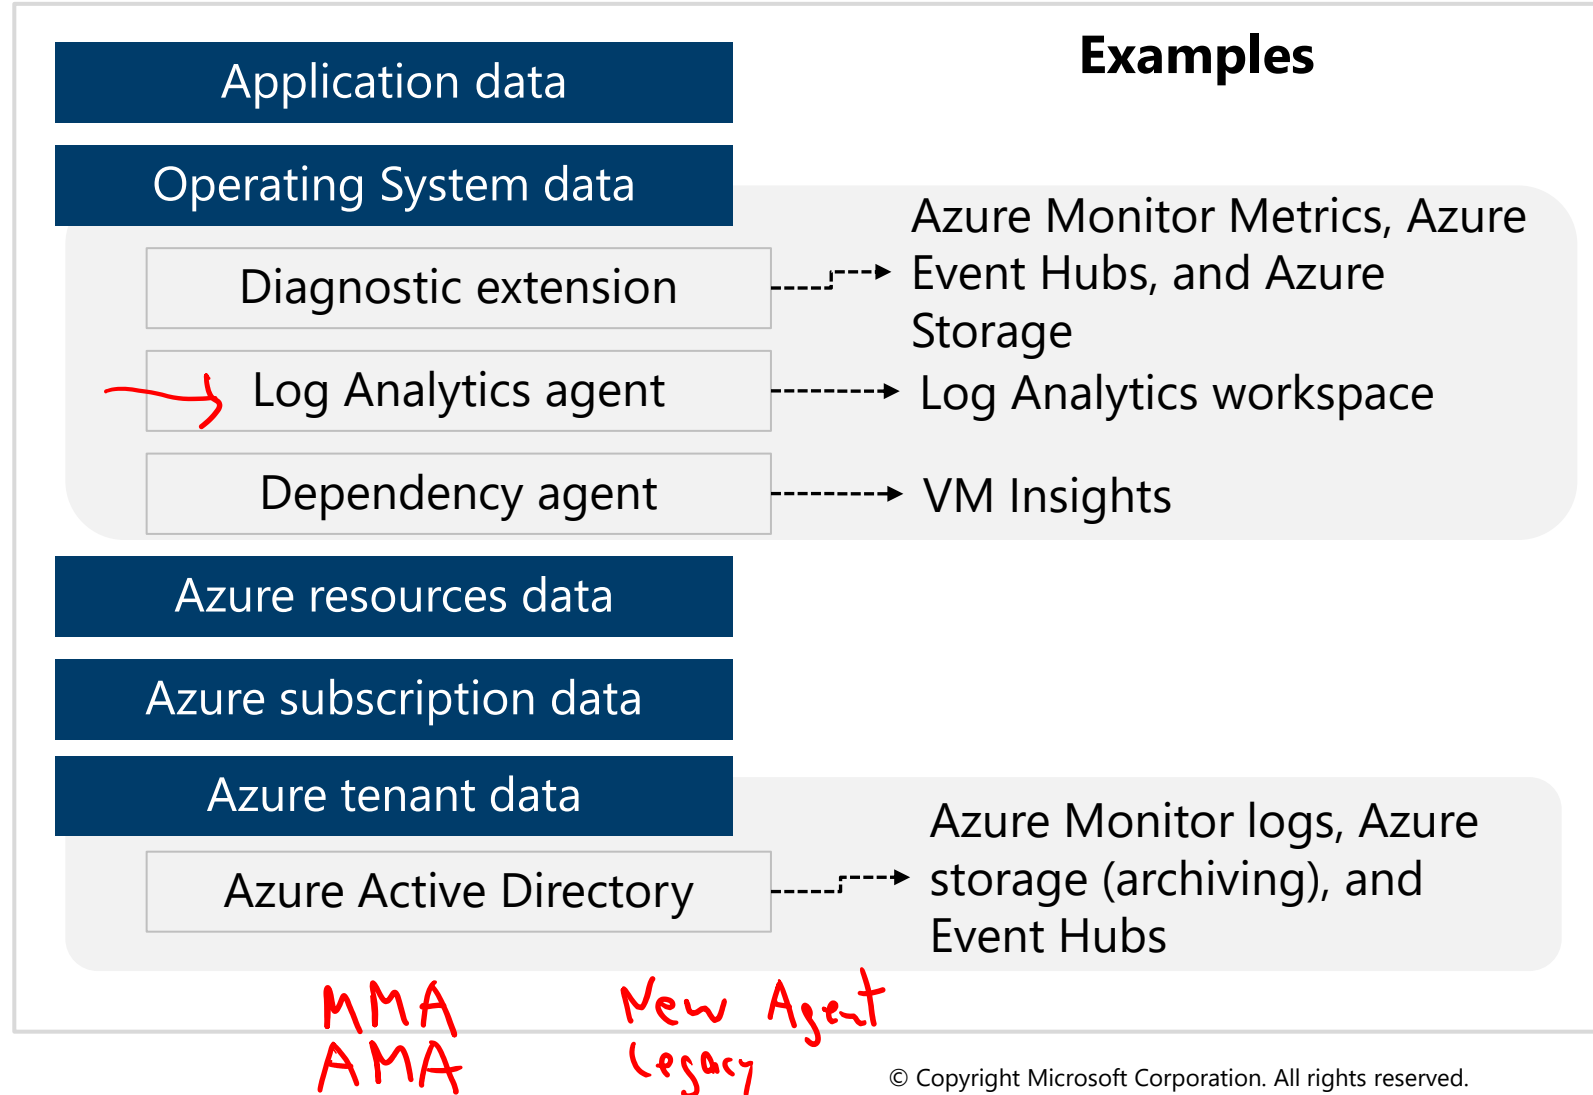 Examples
Application data
Operating System data
Diagnostic extension
Azure Monitor Metrics, Azure
Event Hubs, and Azure
Storage
Log Analytics agent
Log Analytics workspace
Dependency agent
VM Insights
Azure resources data
Azure subscription data
Azure tenant data
Azure Active Directory
Azure Monitor logs, Azure
storage (archiving), and
Event Hubs
MMA New Agent
AMA Legacy
© Copyright Microsoft Corporation. All rights reserved.